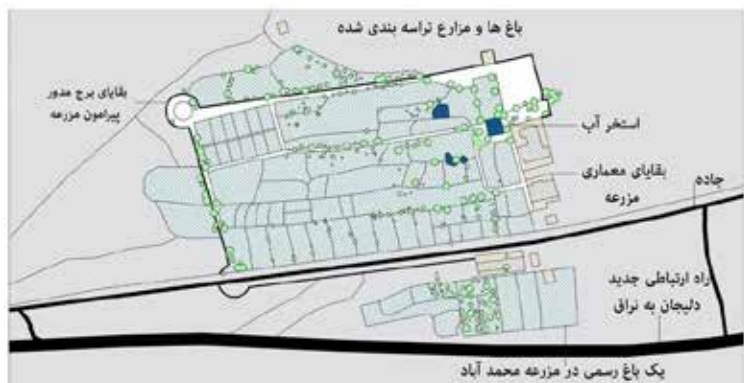 باغ ها و مزارع تراسه بندی شده
بقایای برج مدور
پیرامون مزرعه
استخر آب
بقایای معماری
مزرعه
جاده
راه ارتباطی جدید
دلیجان به نراق
یک باغ رسمی در مزرعه محمد آباد